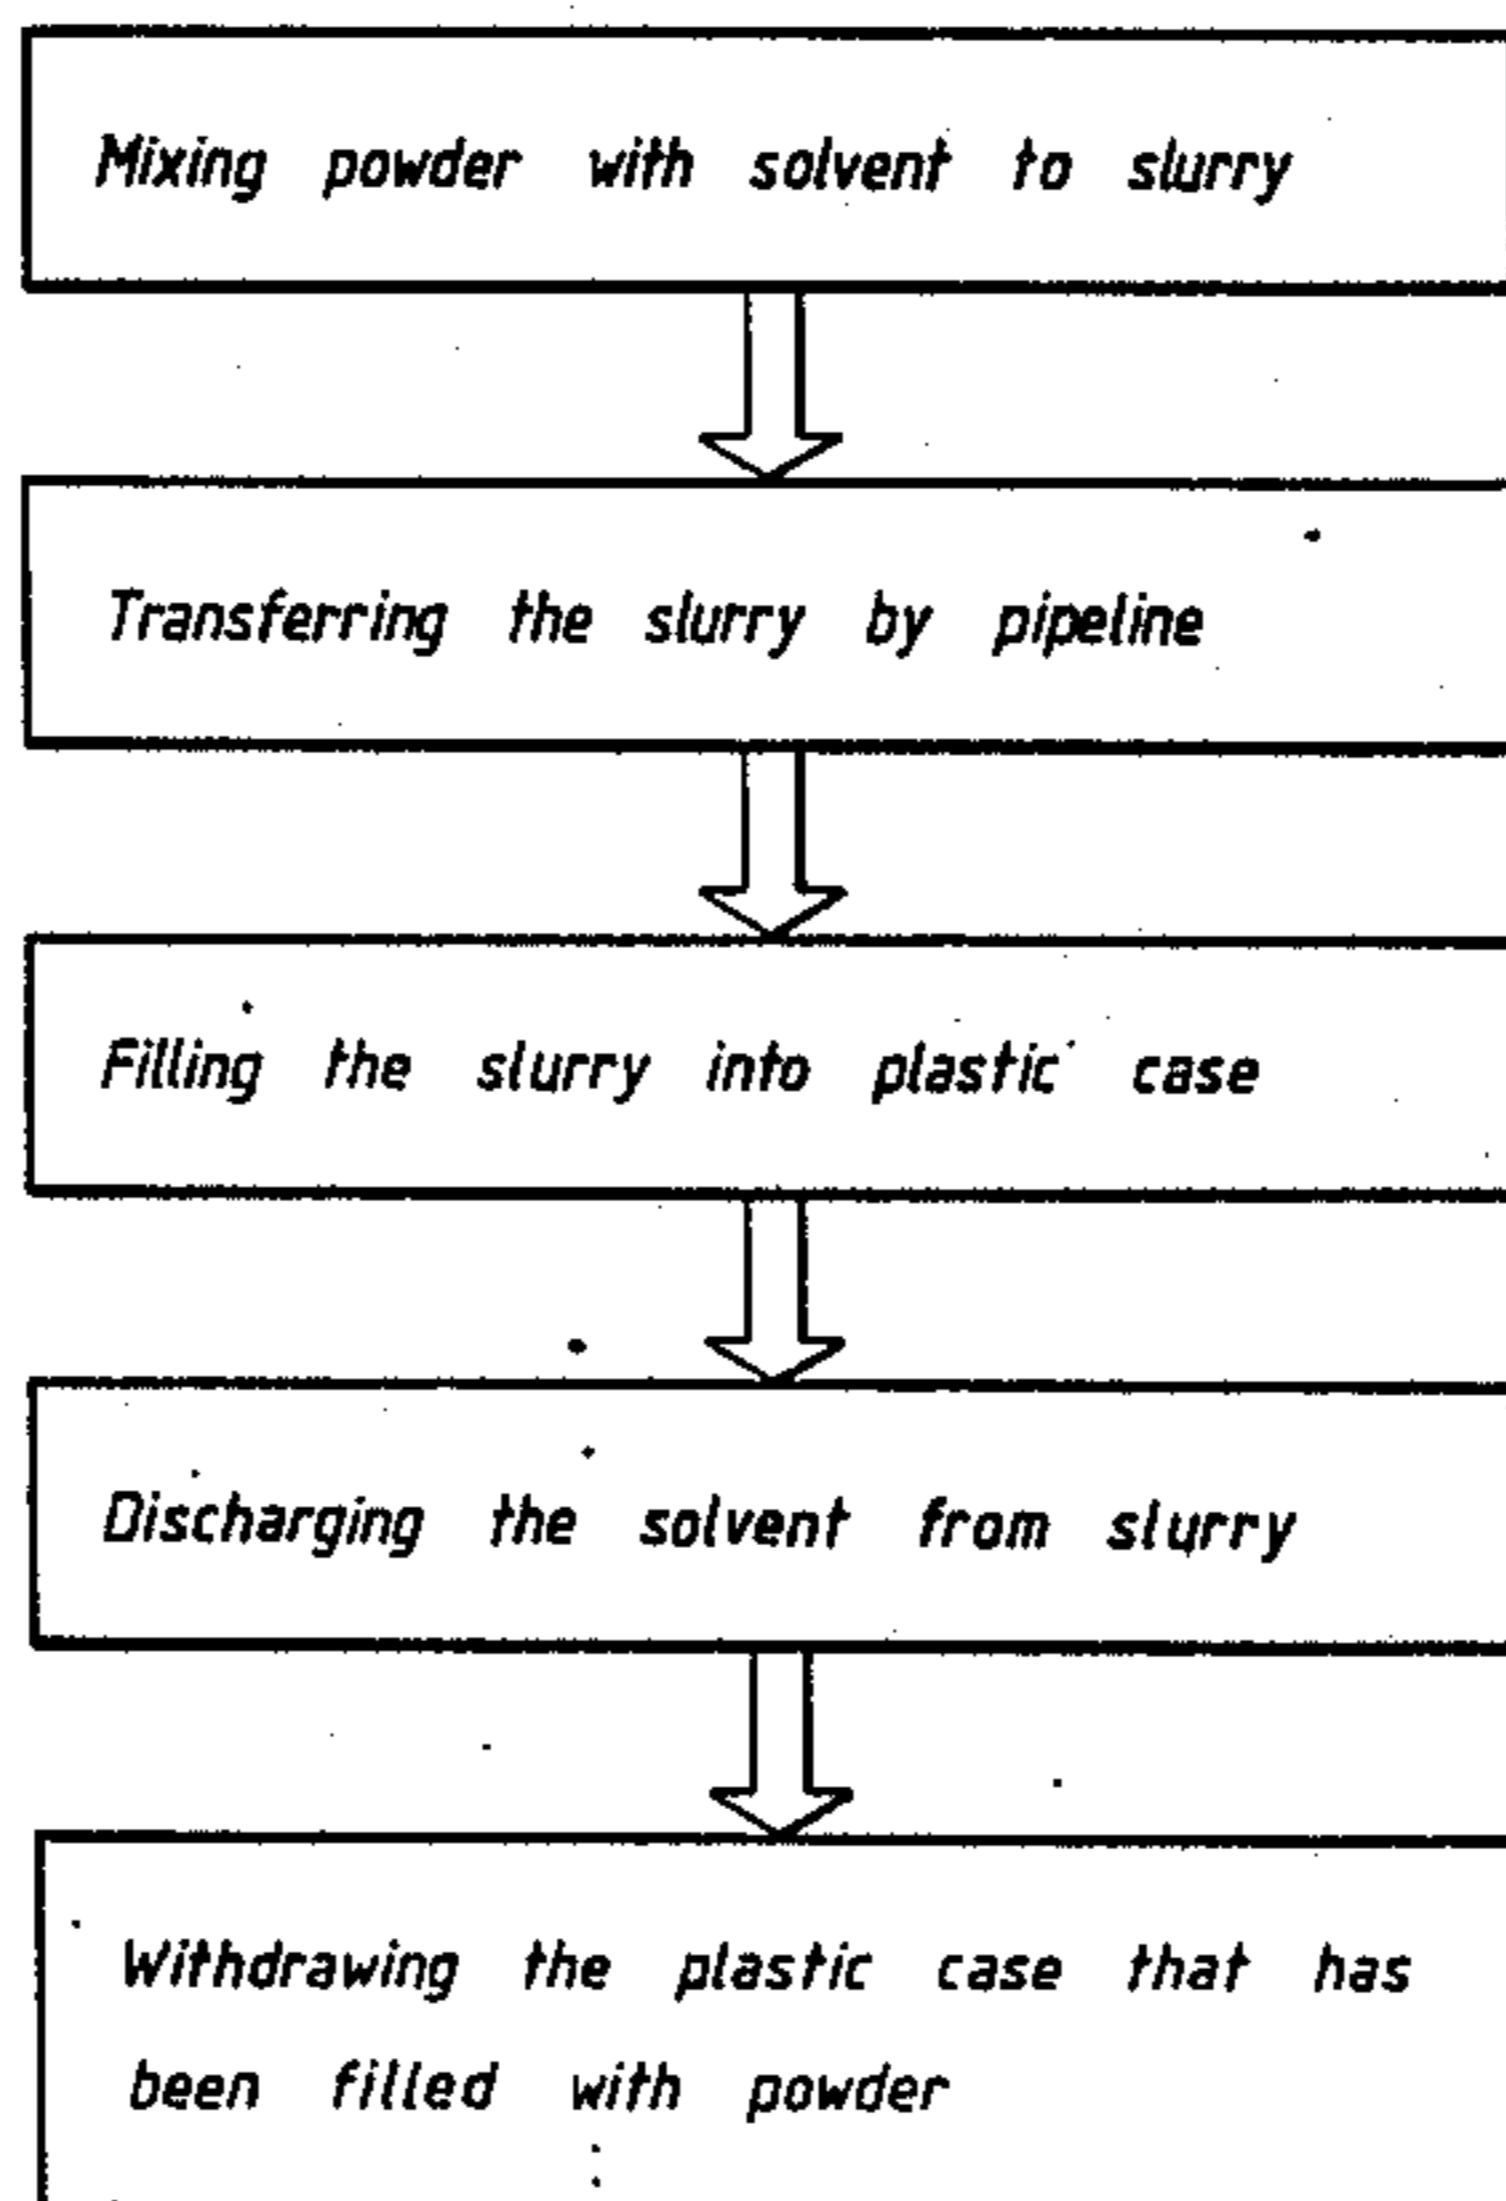 Mixing powder with solvent to slurry
Transferring the slurry by pipeline
Filling the slurry into plastic case
Discharging the solvent from slurry
Withdrawing the plastic case that has
been filled with powder